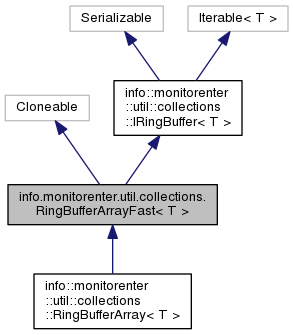 Serializable
Iterable< T >
info::monitorenter
::util::collections
::IRingBuffer< T >
Cloneable
info.monitorenter.util.collections.
RingBufferArrayFast< T >
info::monitorenter
::util::collections
::RingBufferArray< T >